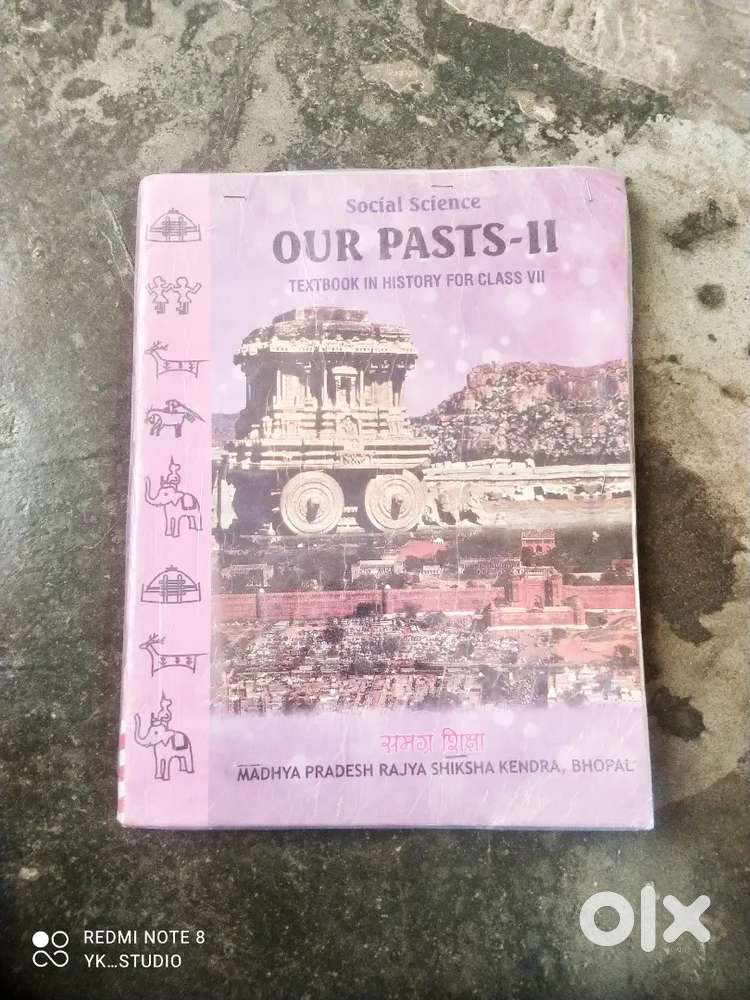 Social Science
OUR PASTS-II
TEXTBOOK IN HISTORY FOR CLASS VII
समग्र शिक्षा
MADHYA PRADESH RAJYA SHIKSHA KENDRA, BHOPAL
olx
REDMI NOTE 8
YK...STUDIO